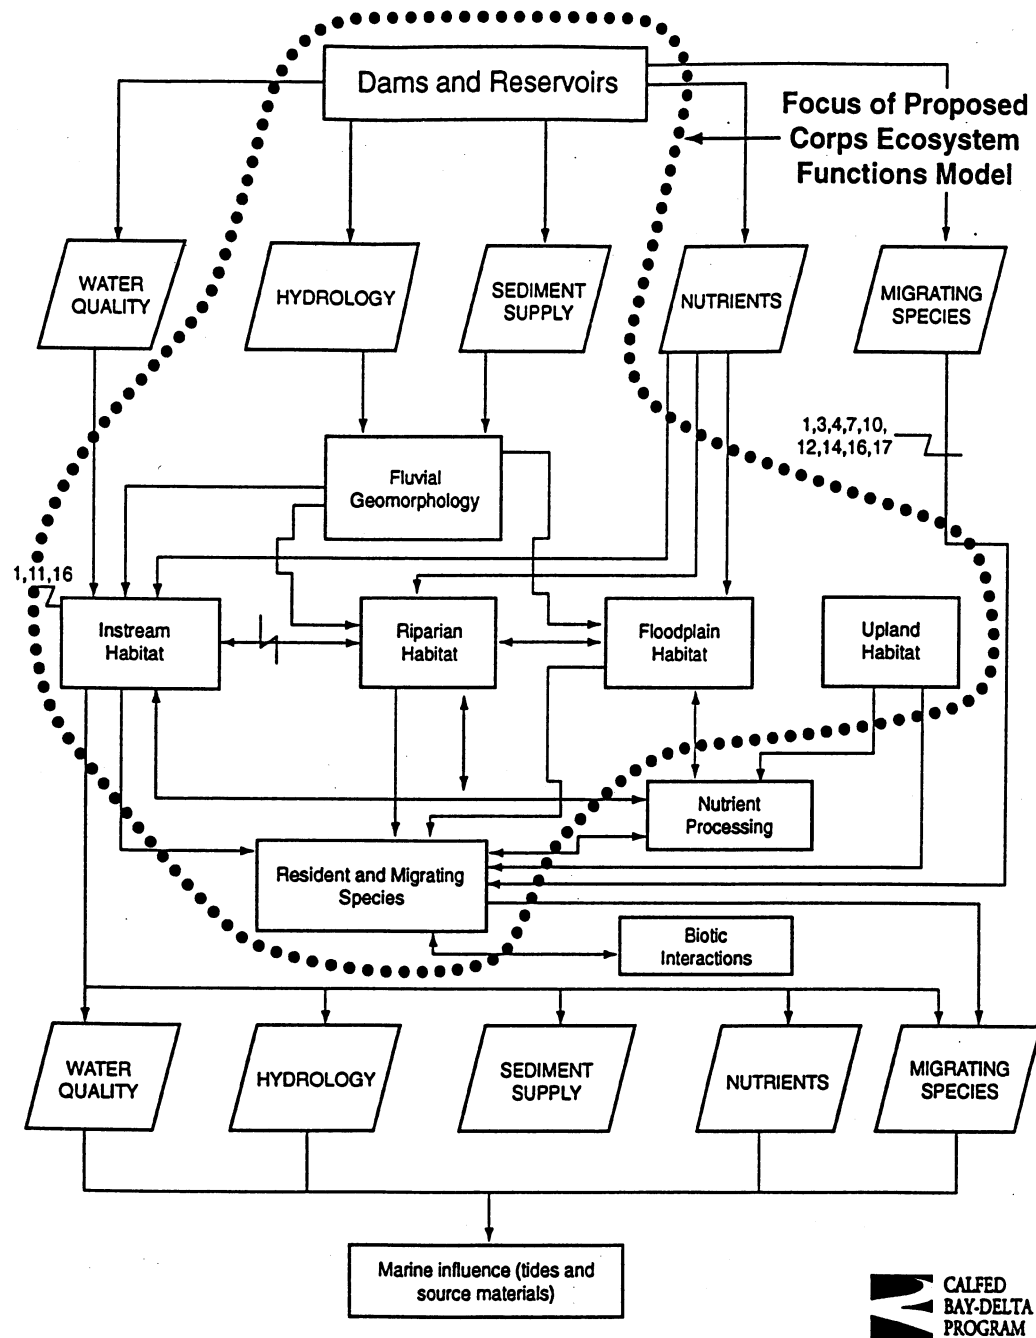 Dams and Reservoirs
Focus of Proposed
Corps Ecosystem
Functions Model
WATER
QUALITY
HYDROLOGY
SEDIMENT
SUPPLY
NUTRIENTS
MIGRATING
SPECIES
1,3,4,7,10,
12,14,16,17
Fluvial
Geomorphology
1,11,16
Instream
Habitat
Riparian
Habitat
Floodplain
Habitat
Upland
Habitat
Nutrient
Processing
Resident and Migrating
Species
Biotic
Interactions
WATER
QUALITY
HYDROLOGY
SEDIMENT
SUPPLY
NUTRIENTS
MIGRATING
SPECIES
Marine influence (tides and
source materials)
CALFED
BAY-DELTA
PROGRAM